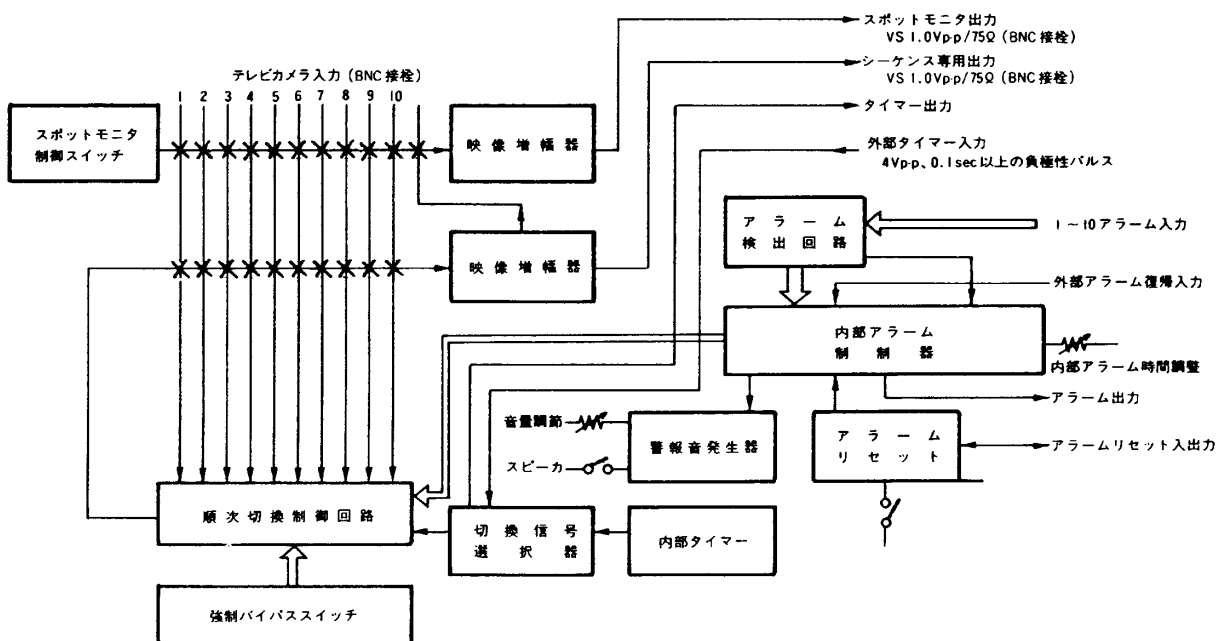 スポットモニタ出力
VS 1.0Vp-p/75Ω (BNC 接栓)
シーケンス専用出力
VS 1.0Vp-p/75Ω (BNC 接栓)
テレビカメラ入力 (BNC 接栓)
1 2 3 4 5 6 7 8 9 10
タイマー出力
スポットモニタ
制御スイッチ
映像増幅器
外部タイマー入力
4Vp-p、0.1sec以上の負極性パルス
アラーム
検出回路
1～10アラーム入力
映像増幅器
外部アラーム復帰入力
内部アラーム
制制器
内部アラーム時間調整
アラーム出力
音量調節
警報音発生器
アラーム
リセット
アラームリセット入出力
スピーカ
順次切換制御回路
切換信号
選択器
内部タイマー
強制バイパススイッチ